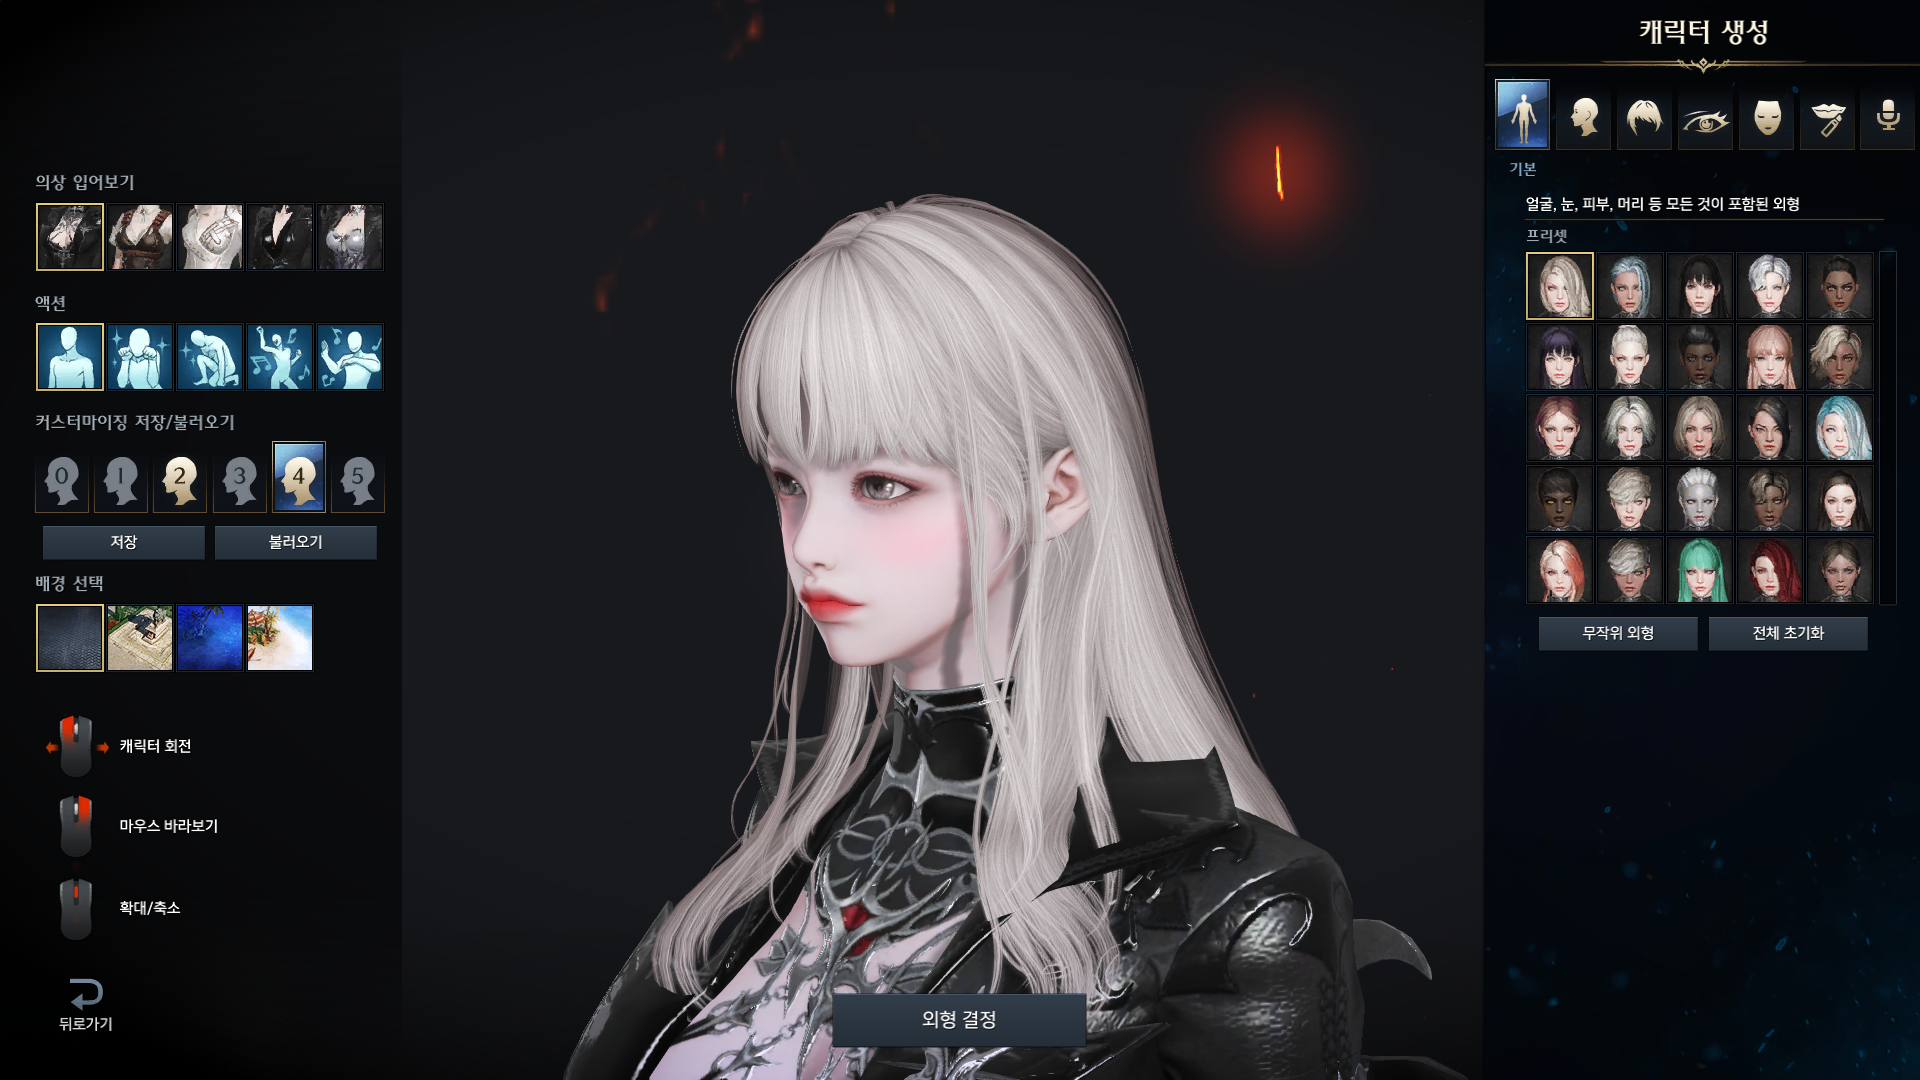 캐릭터 생성
기본
얼굴, 눈, 피부, 머리 등 모든 것이 포함된 외형
프리셋
무작위 외형
전체 초기화
의상 입어보기
액션
커스터마이징 저장/불러오기
0 1 2 3 4 5
저장
불러오기
배경 선택
캐릭터 회전
마우스 바라보기
확대/축소
뒤로가기
외형 결정